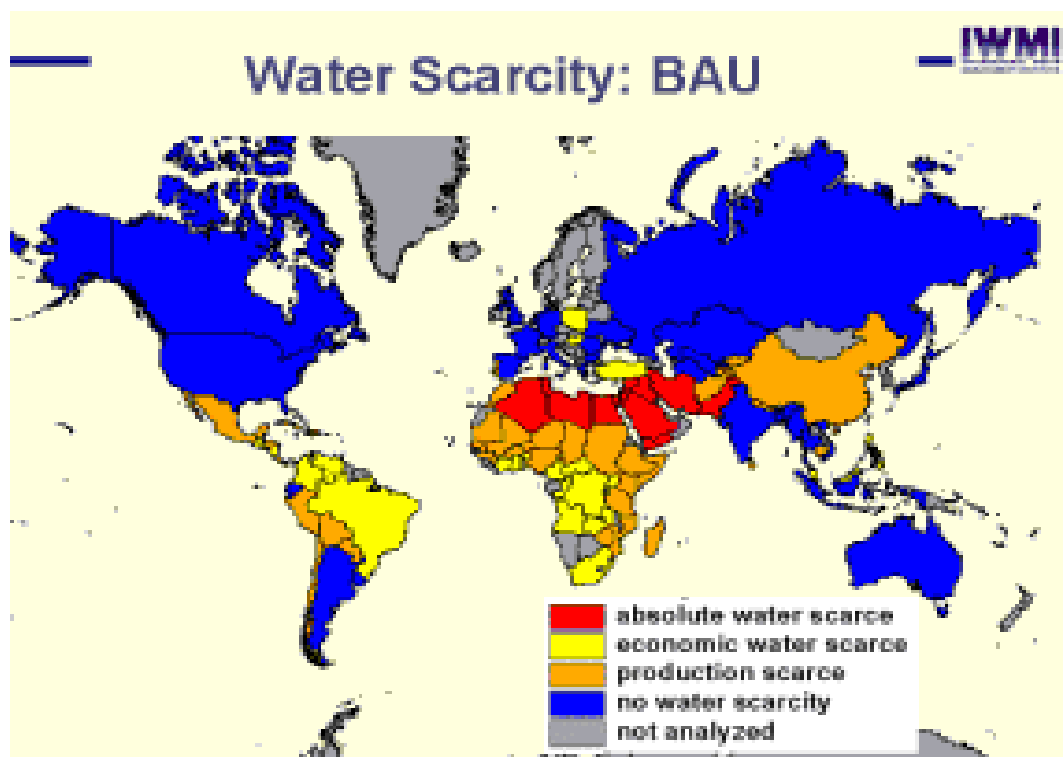 IWMI
Water Scarcity: BAU
absolute water scarce
economic water scarce
production scarce
no water scarcity
not analyzed